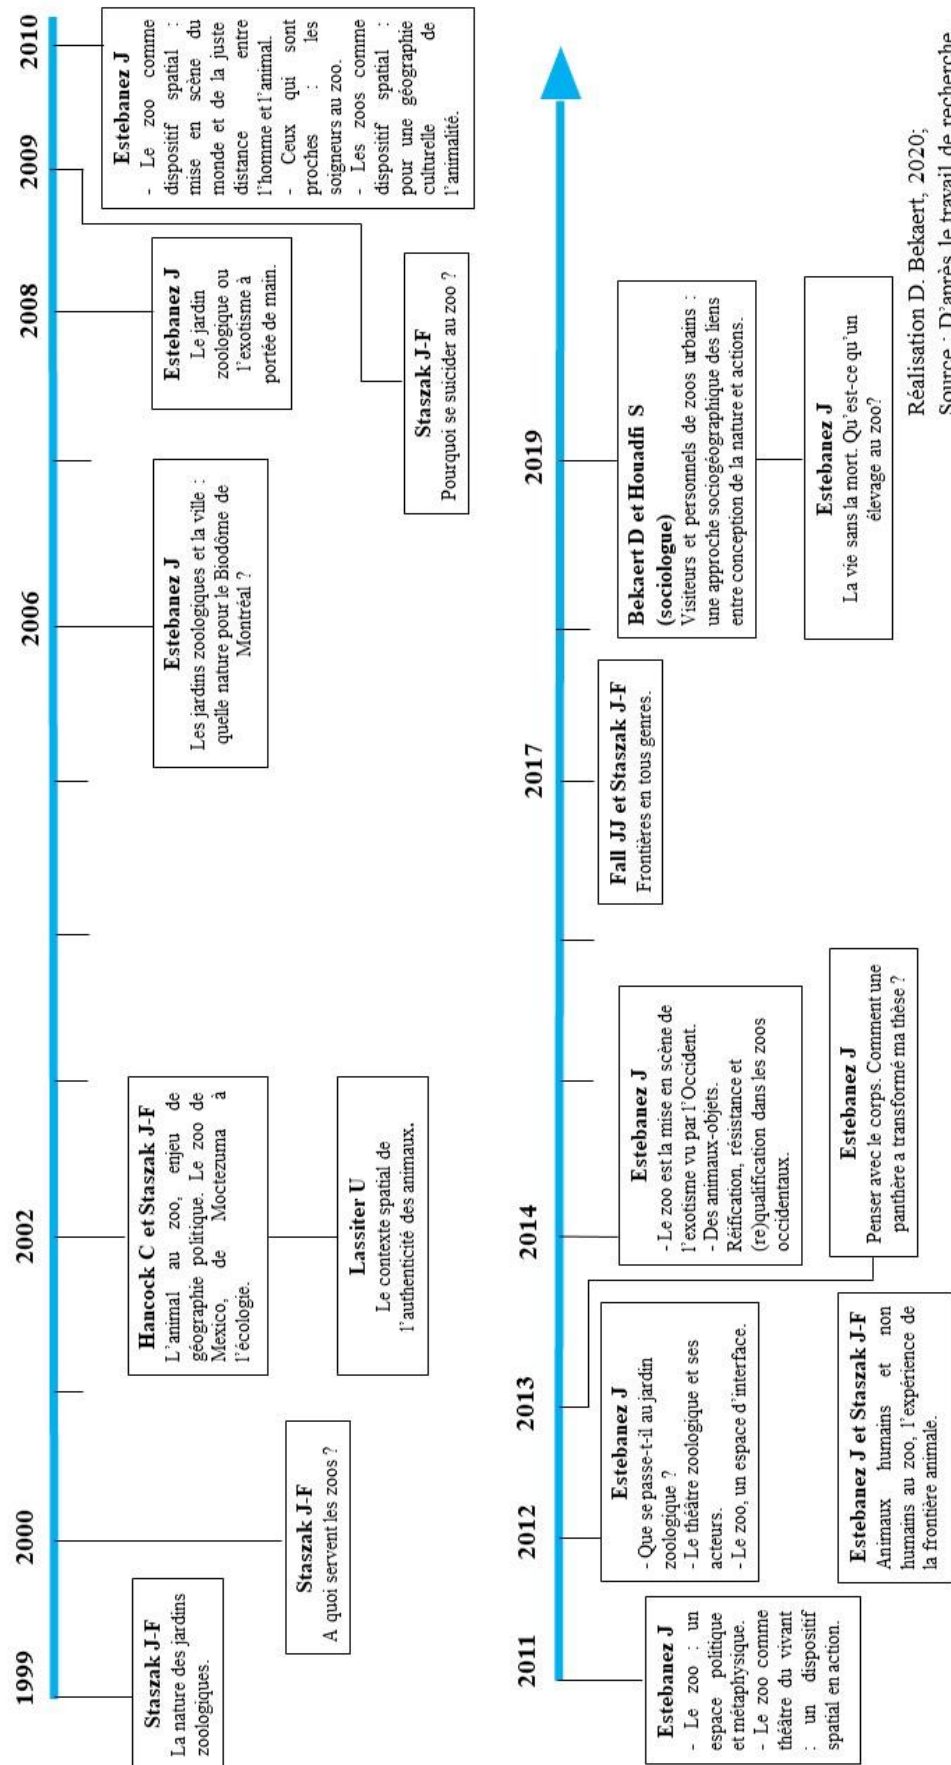 1999
2000
2002
2006
2008
2009
2010
Staszak J-F
La nature des jardins
zoologiques.
Staszak J-F
A quoi servent les zoos ?
Hancock C et Staszak J-F
L'animal au zoo, enjeu de
géographie politique. Le zoo de
Mexico, de Moctezuma à
l'écologie.
Lassiter U
Le contexte spatial de
l'authenticité des animaux.
Estebanez J
Les jardins zoologiques et la ville :
quelle nature pour le Biodôme de
Montréal ?
Estebanez J
Le jardin
zoologique ou
l'exotisme à
portée de main.
Staszak J-F
Pourquoi se suicider au zoo ?
Estebanez J
- Le zoo comme
dispositif spatial :
mise en scène du
monde et de la juste
distance entre
l'homme et l'animal.
- Ceux qui sont
proches : les
soigneurs au zoo.
- Les zoos comme
dispositif spatial :
pour une géographie
culturelle de
l'animalité.
2011
2012
2013
2014
2017
2019
Estebanez J
- Le zoo : un
espace politique
et métaphysique.
- Le zoo comme
théâtre du vivant
: un dispositif
spatial en action.
Estebanez J
- Que se passe-t-il au jardin
zoologique ?
- Le théâtre zoologique et ses
acteurs.
- Le zoo, un espace d'interface.
Estebanez J et Staszak J-F
Animaux humains et non
humains au zoo, l'expérience de
la frontière animale.
Estebanez J
- Le zoo est la mise en scène de
l'exotisme vu par l'Occident.
- Des animaux-objets.
Réification, résistance et
(re)qualification dans les zoos
occidentaux.
Estebanez J
Penser avec le corps. Comment une
panthère a transformé ma thèse ?
Fall JJ et Staszak J-F
Frontières en tous genres.
Bekaert D et Houadfi S
(sociologue)
Visiteurs et personnels de zoos urbains :
une approche sociogéographique des liens
entre conception de la nature et actions.
Estebanez J
La vie sans la mort. Qu'est-ce qu'un
élevage au zoo?
Réalisation D. Bekaert, 2020;
Source : D'après le travail de recherche